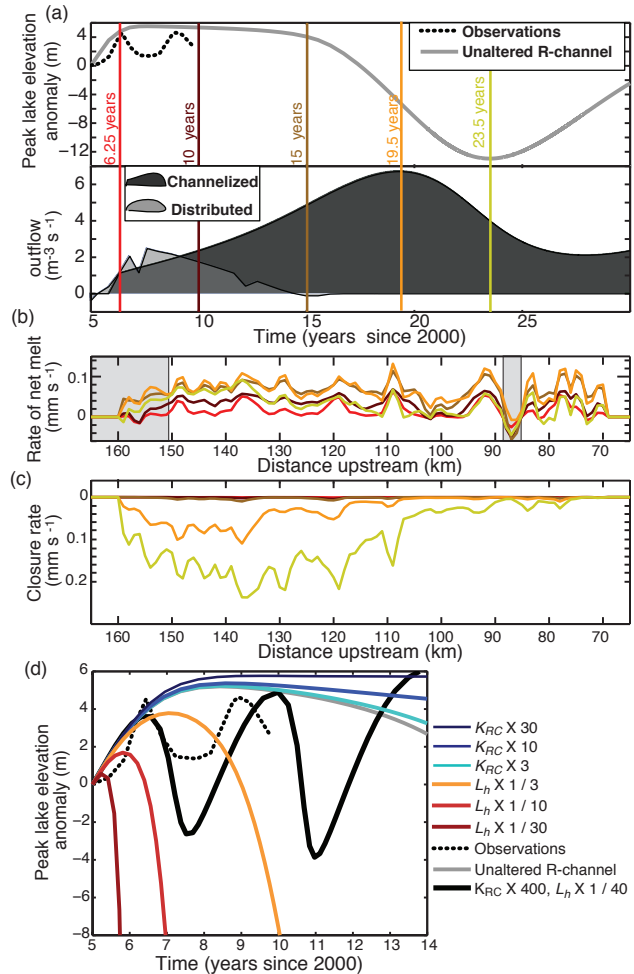 (a)
Observations
Unaltered R-channel
Peak lake elevation
anomaly (m)
4
0
-4
-8
-12
6.25 years
10 years
15 years
19.5 years
23.5 years
Channelized
Distributed
outflow
(m⁻³ s⁻¹)
6
4
2
0
5 10 15 20 25
Time (years since 2000)
(b)
Rate of net melt
(mm s⁻¹)
0.1
0
160 150 140 130 120 110 100 90 80 70
Distance upstream (km)
(c)
Closure rate
(mm s⁻¹)
0
0.1
0.2
160 150 140 130 120 110 100 90 80 70
Distance upstream (km)
(d)
Peak lake elevation
anomaly (m)
6
4
2
0
-2
-4
-6
-8
5 6 7 8 9 10 11 12 13 14
Time (years since 2000)
K_RC X 30
K_RC X 10
K_RC X 3
L_h X 1 / 3
L_h X 1 / 10
L_h X 1 / 30
Observations
Unaltered R-channel
K_RC X 400, L_h X 1 / 40